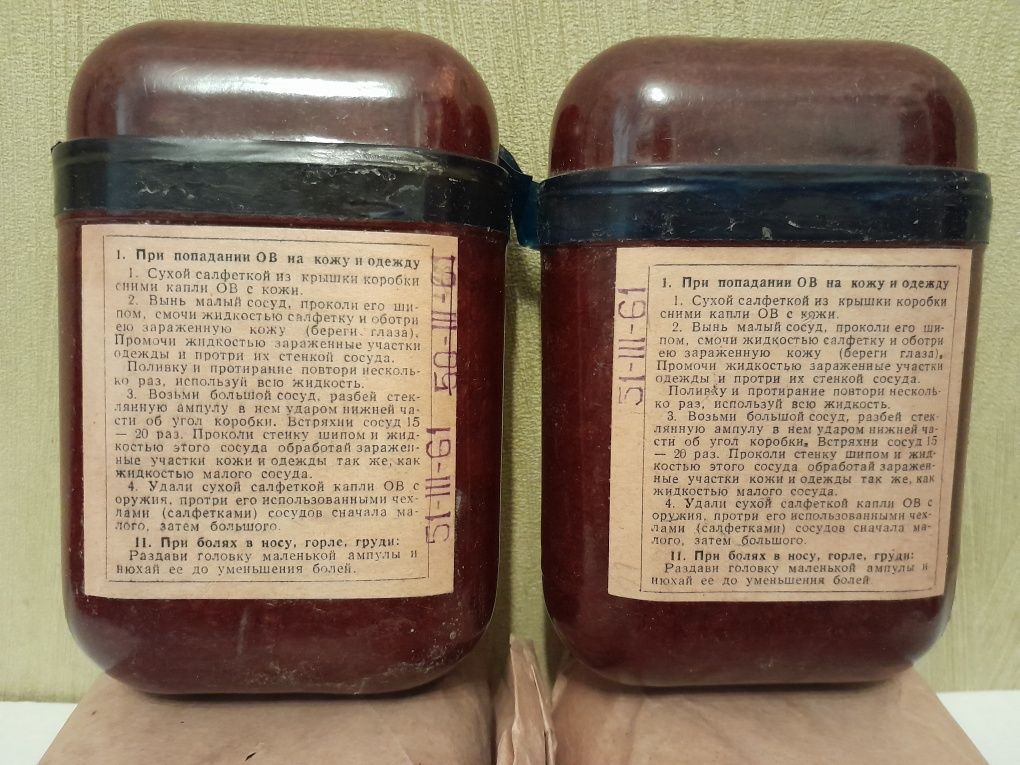 1. При попадании ОВ на кожу и одежду
1. Сухой салфеткой из крышки коробки
сними капли ОВ с кожи.
2. Вынь малый сосуд, проколи его ши-
пом, смочи жидкостью салфетку и оботри
ею зараженную кожу (береги глаза).
Промочи жидкостью зараженные участки
одежды и протри их стенкой сосуда.
Поливку и протирание повтори несколь-
ко раз, используй всю жидкость.
3. Возьми большой сосуд, разбей стек-
лянную ампулу в нем ударом нижней ча-
сти об угол коробки. Встряхни сосуд 15
— 20 раз. Проколи стенку шипом и жид-
костью этого сосуда обработай заражен-
ные участки кожи и одежды так же, как
жидкостью малого сосуда.
4. Удали сухой салфеткой капли ОВ с
оружия, протри его использованными чех-
лами (салфетками) сосудов сначала ма-
лого, затем большого.
11. При болях в носу, горле, груди:
Раздави головку маленькой ампулы и
нюхай ее до уменьшения болей.
51-III-61 50-III-61
51-III-61
1. При попадании ОВ на кожу и одежду
1. Сухой салфеткой из крышки коробки
сними капли ОВ с кожи.
2. Вынь малый сосуд, проколи его ши-
пом, смочи жидкостью салфетку и оботри
ею зараженную кожу (береги глаза).
Промочи жидкостью зараженные участки
одежды и протри их стенкой сосуда.
Поливку и протирание повтори несколь-
ко раз, используй всю жидкость.
3. Возьми большой сосуд, разбей стек-
лянную ампулу в нем ударом нижней ча-
сти об угол коробки. Встряхни сосуд 15
— 20 раз. Проколи стенку шипом и жид-
костью этого сосуда обработай заражен-
ные участки кожи и одежды так же, как
жидкостью малого сосуда.
4. Удали сухой салфеткой капли ОВ с
оружия, протри его использованными чех-
лами (салфетками) сосудов сначала ма-
лого, затем большого.
11. При болях в носу, горле, груди:
Раздави головку маленькой ампулы и
нюхай ее до уменьшения болей